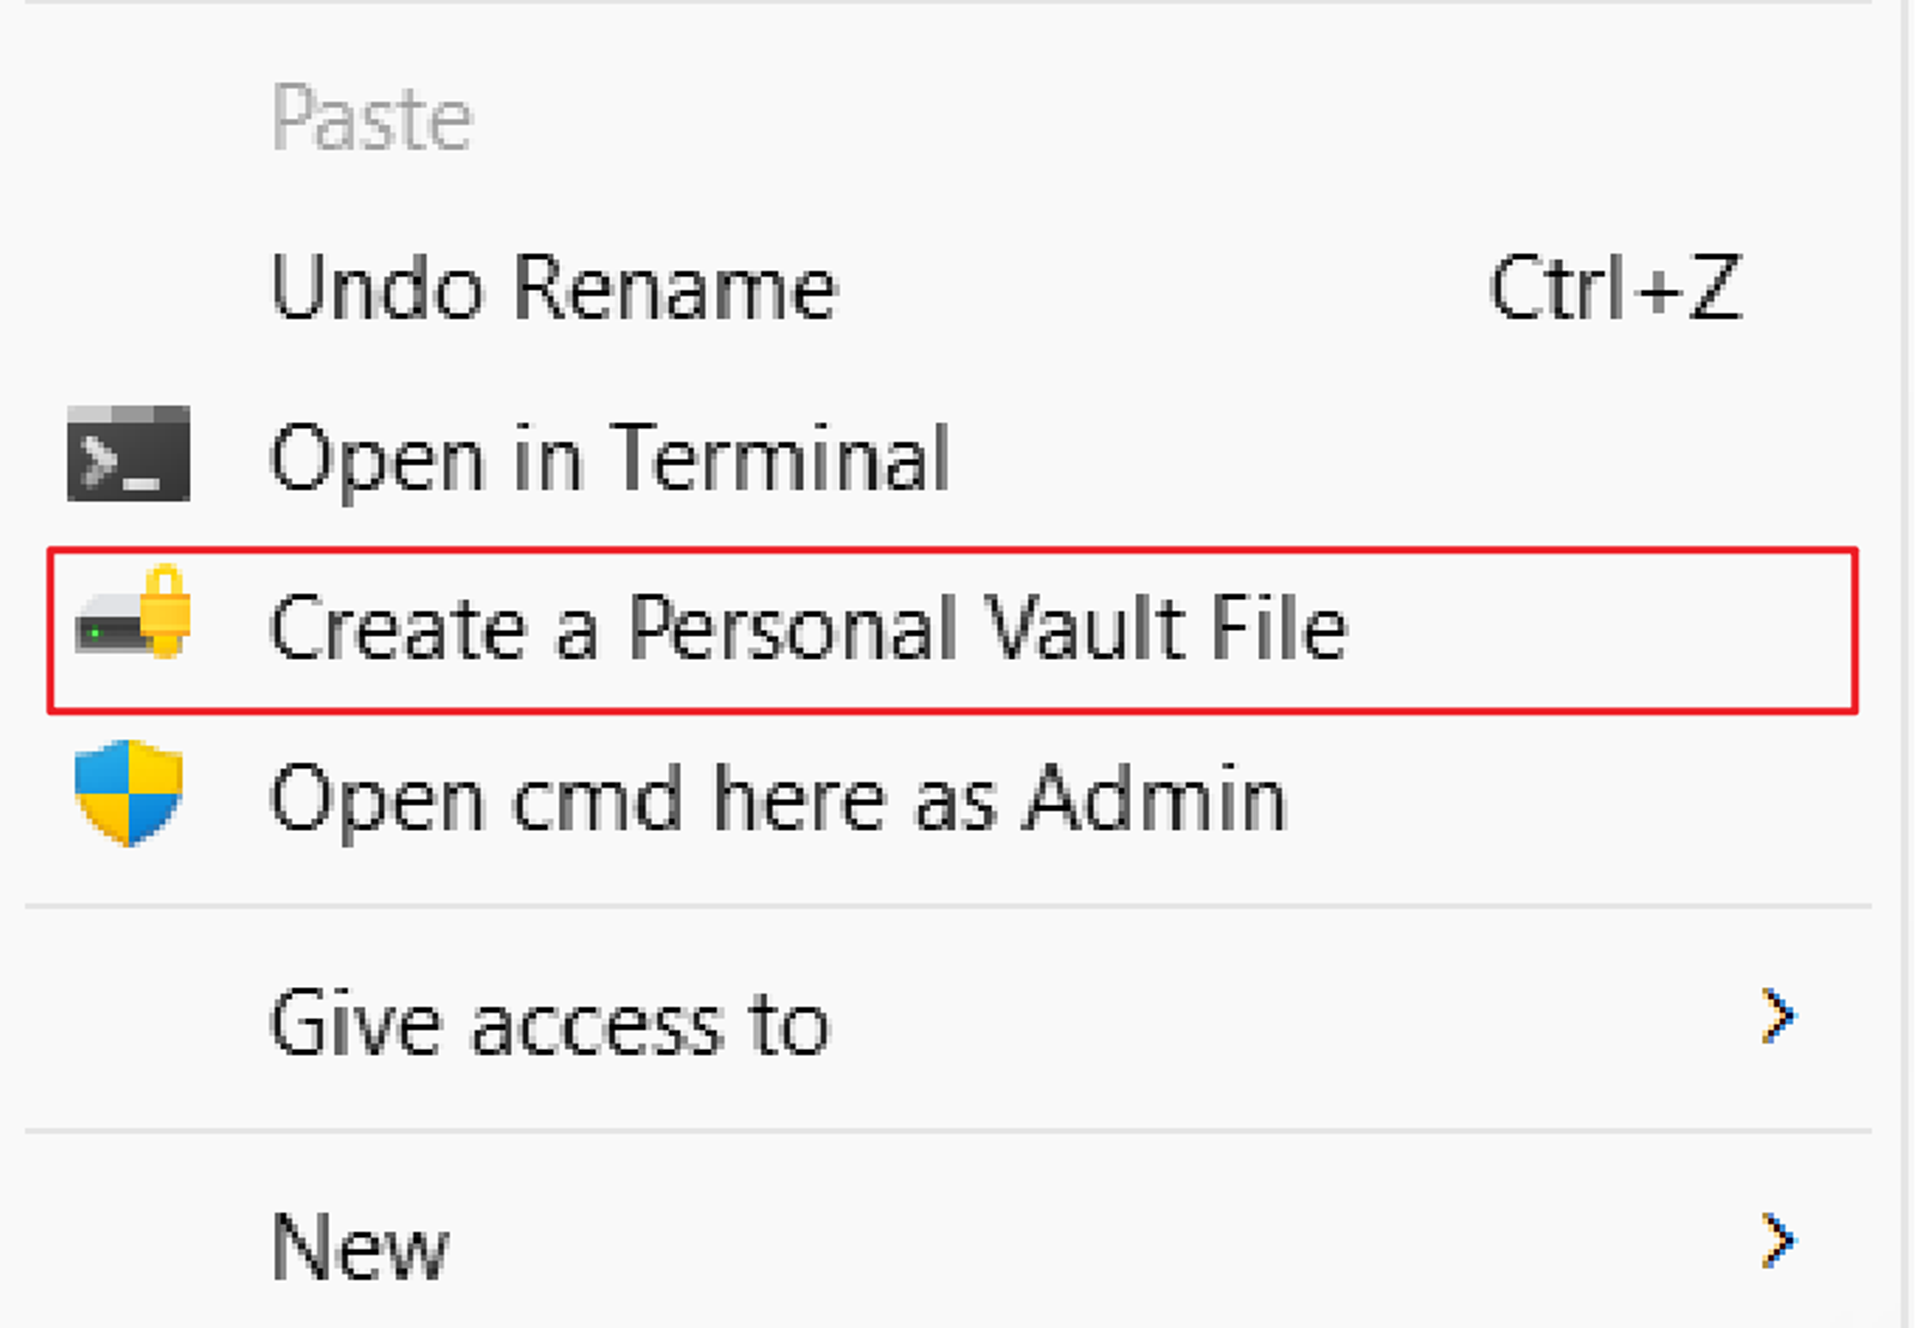 Paste
Undo Rename Ctrl+Z
Open in Terminal
Create a Personal Vault File
Open cmd here as Admin
Give access to
New